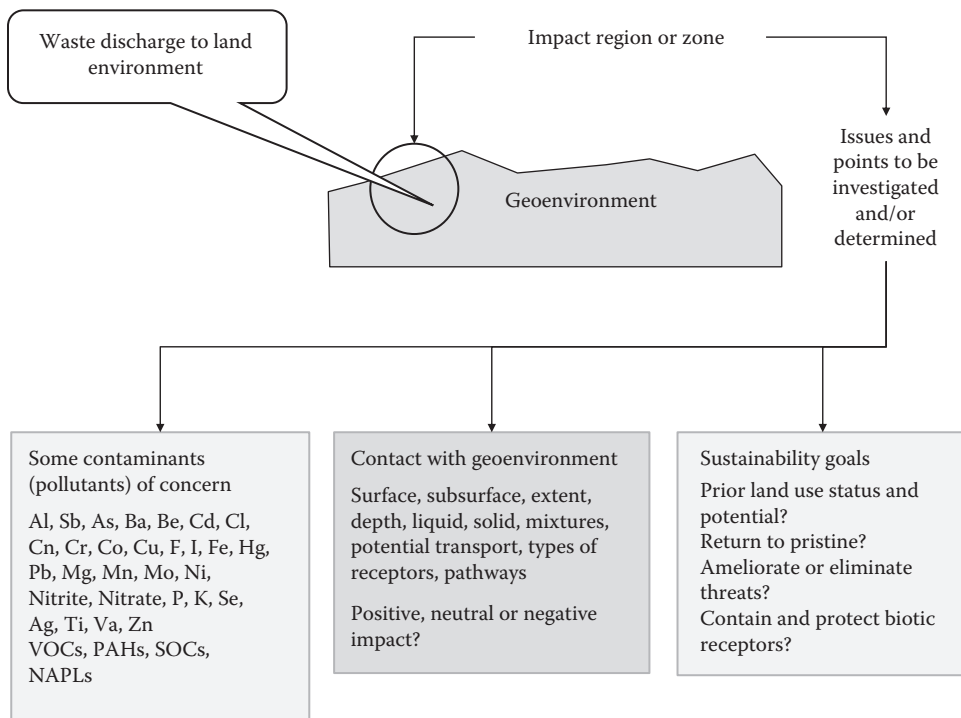 Waste discharge to land
environment
Impact region or zone
Issues and
points to be
investigated
and/or
determined
Geoenvironment
Some contaminants
(pollutants) of concern
Al, Sb, As, Ba, Be, Cd, Cl,
Cn, Cr, Co, Cu, F, I, Fe, Hg,
Pb, Mg, Mn, Mo, Ni,
Nitrite, Nitrate, P, K, Se,
Ag, Ti, Va, Zn
VOCs, PAHs, SOCs,
NAPLs
Contact with geoenvironment
Surface, subsurface, extent,
depth, liquid, solid, mixtures,
potential transport, types of
receptors, pathways
Positive, neutral or negative
impact?
Sustainability goals
Prior land use status and
potential?
Return to pristine?
Ameliorate or eliminate
threats?
Contain and protect biotic
receptors?